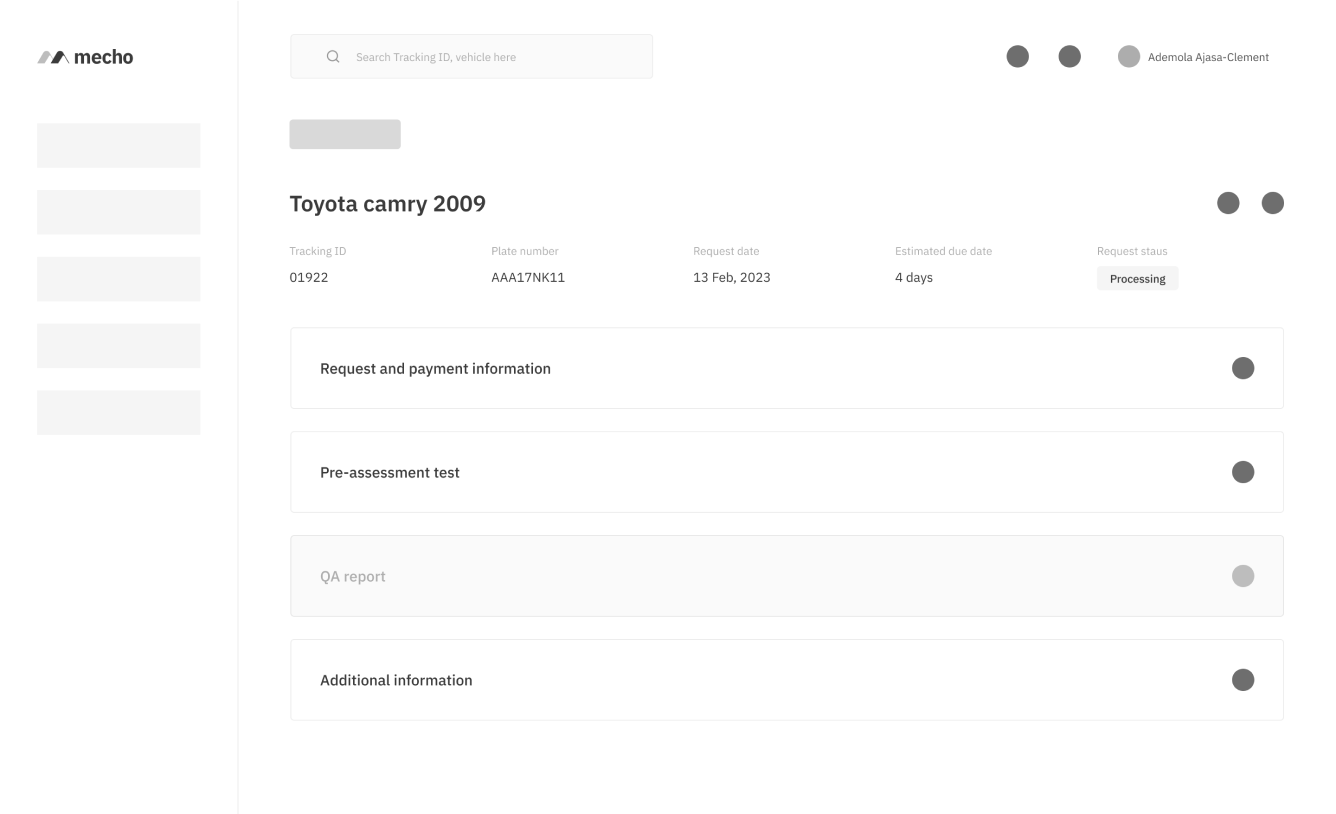 mecho
Search Tracking ID, vehicle here
Ademola Ajasa-Clement
Toyota camry 2009
Tracking ID
01922
Plate number
AAA17NK11
Request date
13 Feb, 2023
Estimated due date
4 days
Request staus
Processing
Request and payment information
Pre-assessment test
QA report
Additional information